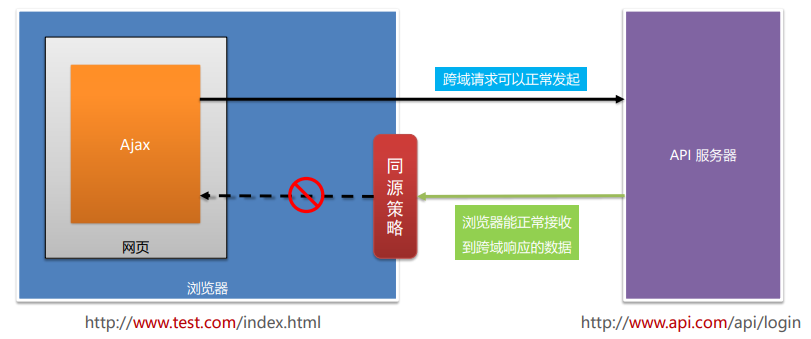 跨域请求可以正常发起
Ajax
API 服务器
同
源
策
略
浏览器能正常接收
到跨域响应的数据
网页
浏览器
http://www.test.com/index.html
http://www.api.com/api/login